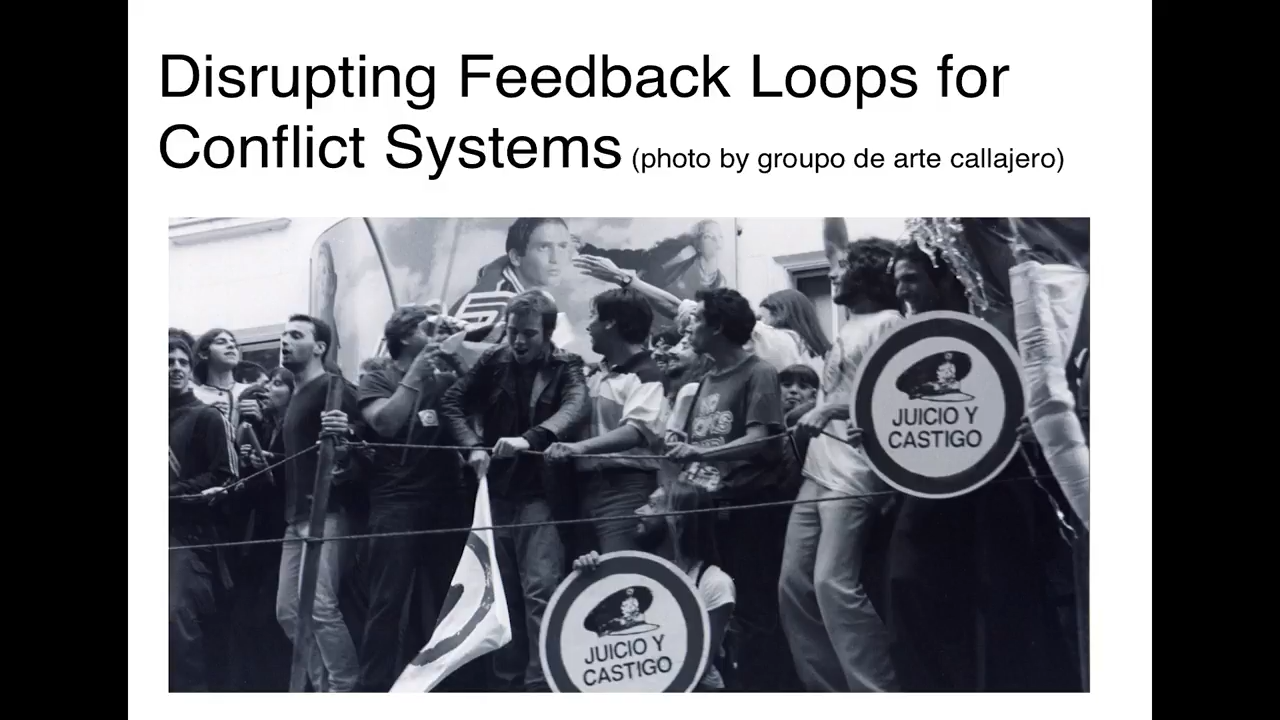 Disrupting Feedback Loops for
Conflict Systems (photo by groupo de arte callajero)
JUICIO Y
CASTIGO
JUICIO Y
CASTIGO